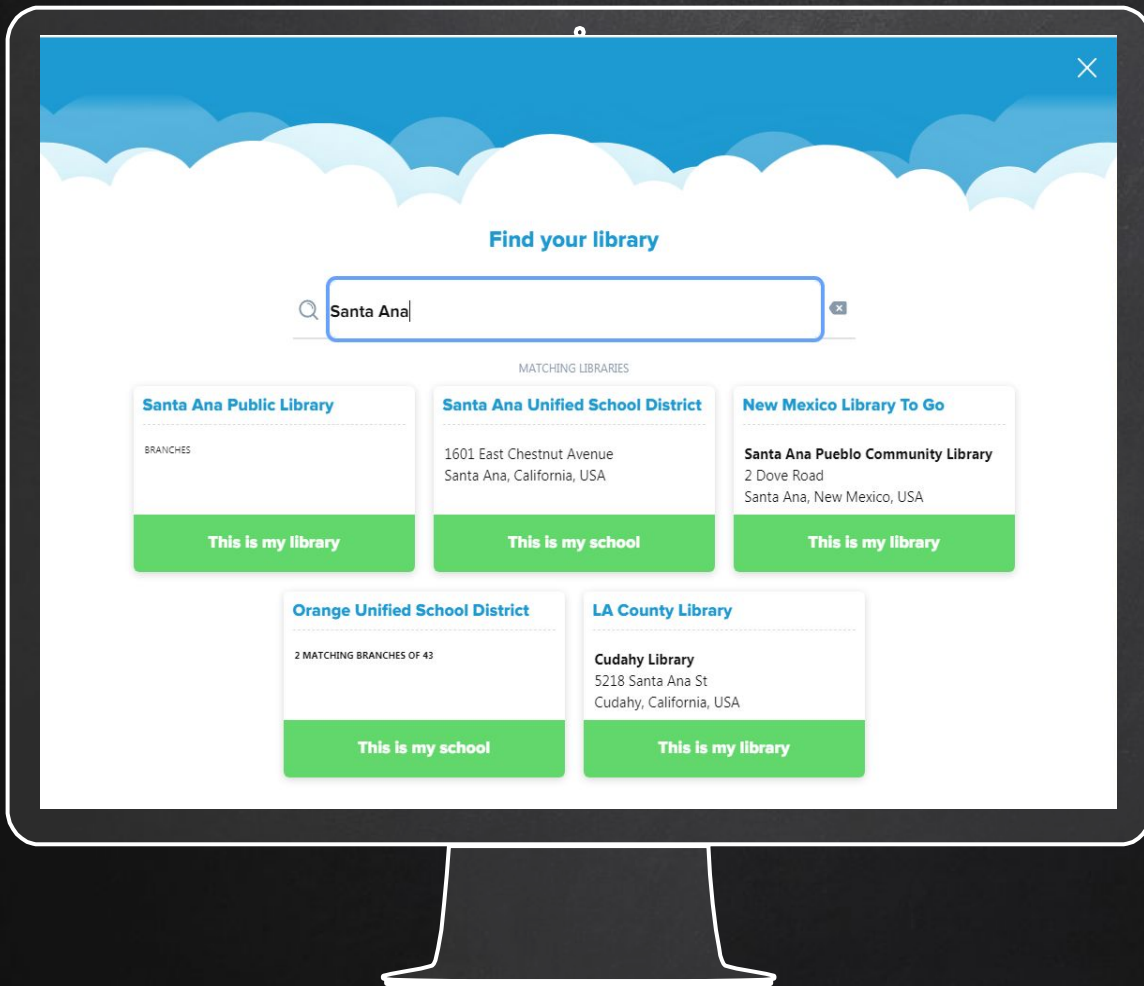 Find your library
Santa Ana
MATCHING LIBRARIES
Santa Ana Public Library
BRANCHES
This is my library
Santa Ana Unified School District
1601 East Chestnut Avenue
Santa Ana, California, USA
This is my school
New Mexico Library To Go
Santa Ana Pueblo Community Library
2 Dove Road
Santa Ana, New Mexico, USA
This is my library
Orange Unified School District
2 MATCHING BRANCHES OF 43
This is my school
LA County Library
Cudahy Library
5218 Santa Ana St
Cudahy, California, USA
This is my library